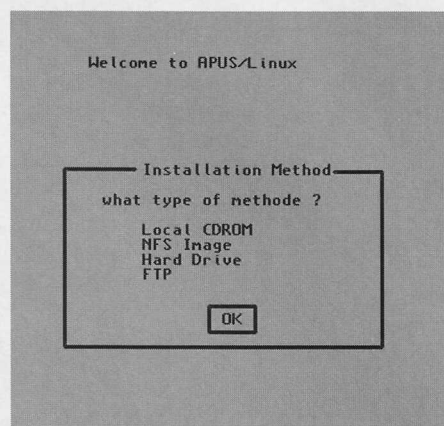 Welcome to APUS/Linux
Installation Method
what type of methode ?
Local CDROM
NFS Image
Hard Drive
FTP
OK